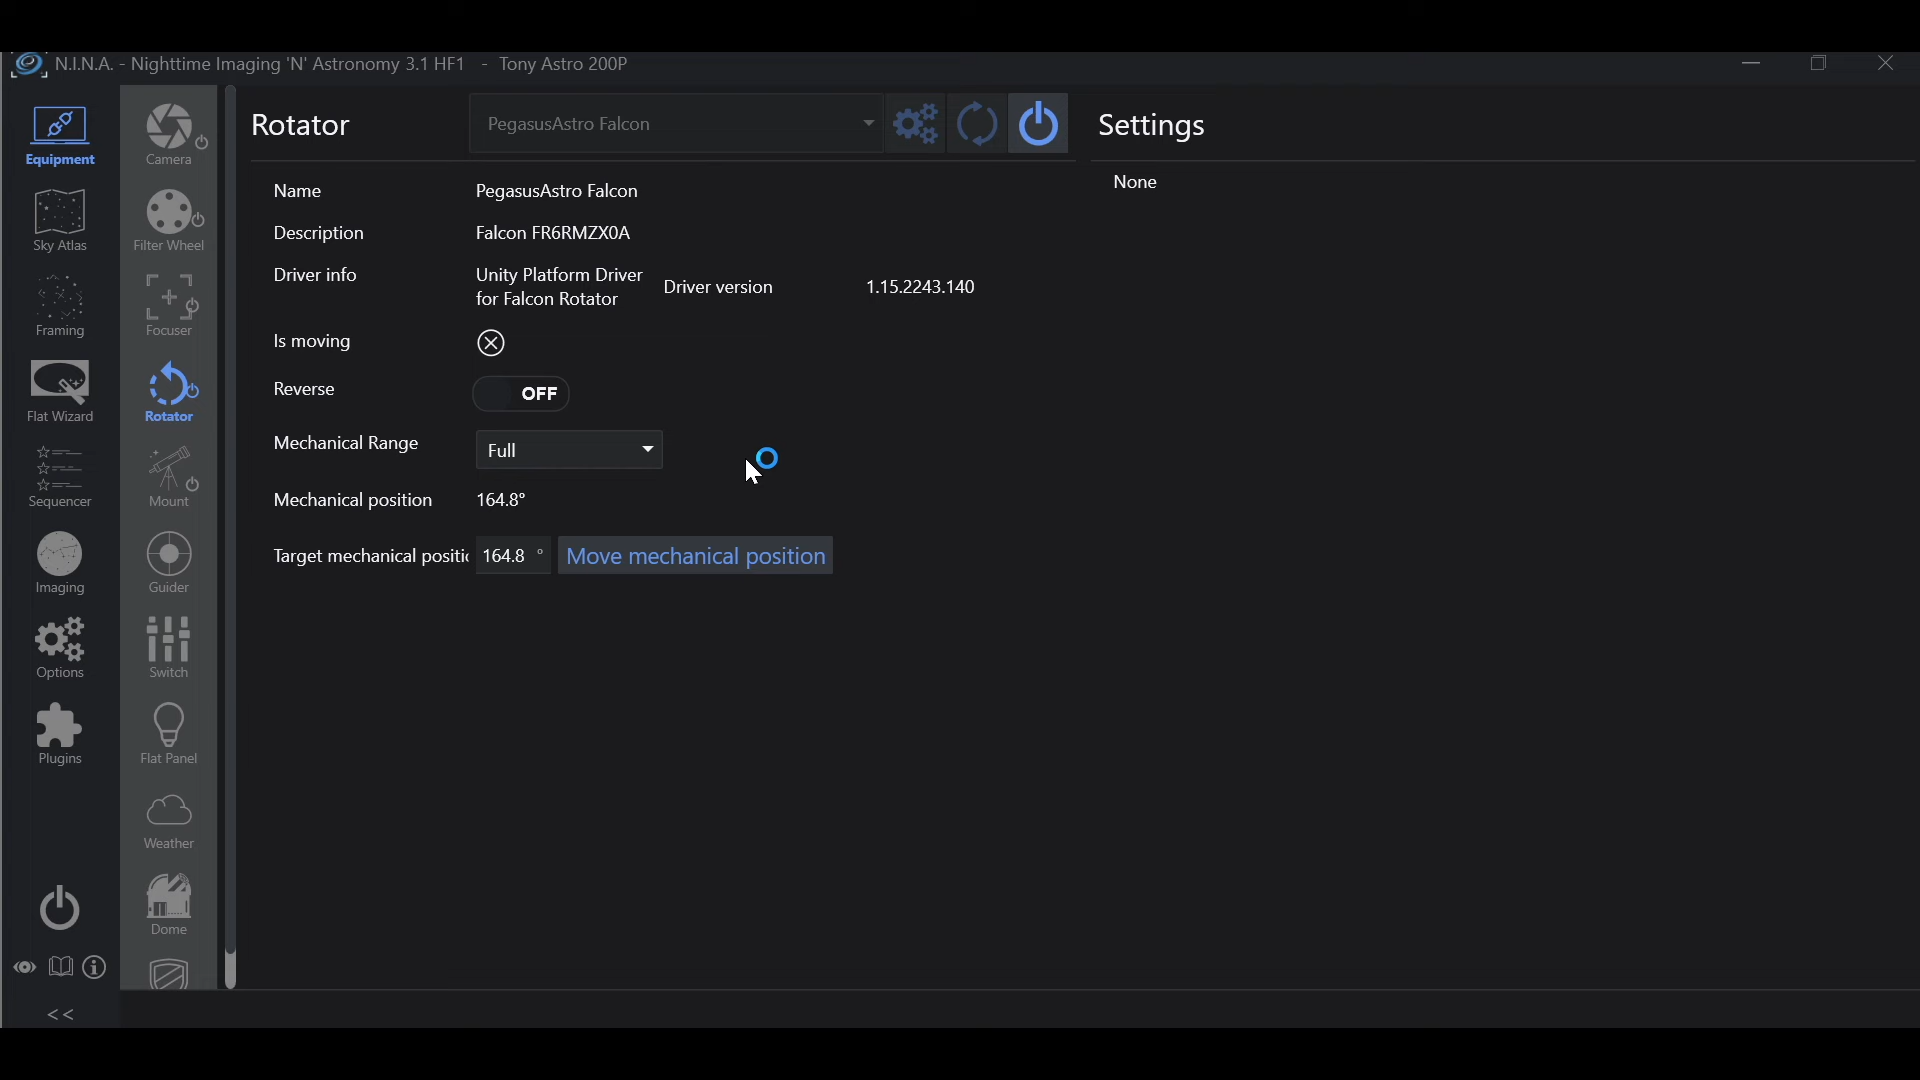 N.I.N.A. - Nighttime Imaging 'N' Astronomy 3.1 HF1 - Tony Astro 200P
Equipment
Sky Atlas
Framing
Flat Wizard
Sequencer
Imaging
Options
Plugins
<<
Camera
Filter Wheel
Focuser
Rotator
Mount
Guider
Switch
Flat Panel
Weather
Dome
Rotator PegasusAstro Falcon
Name PegasusAstro Falcon
Description Falcon FR6RMZX0A
Driver info Unity Platform Driver
for Falcon Rotator
Driver version 1.15.2243.140
Is moving
Reverse OFF
Mechanical Range Full
Mechanical position 164.8°
Target mechanical positi 164.8 ° Move mechanical position
Settings
None